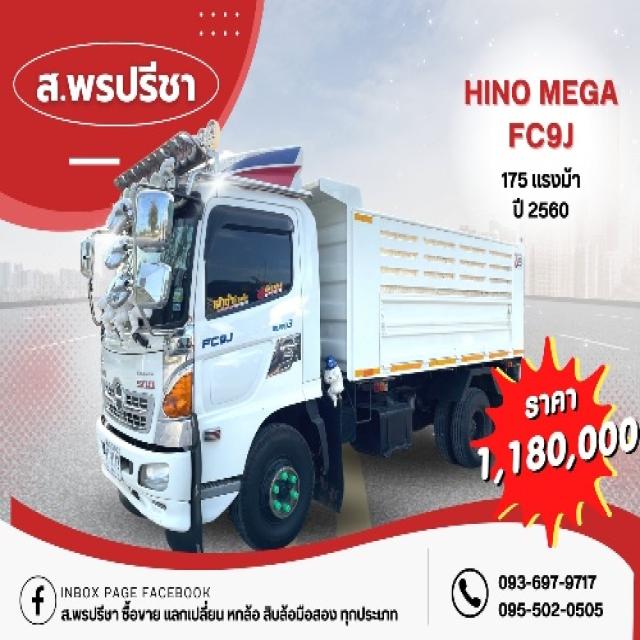 ส.พรปรีชา
HINO MEGA
FC9J
175 แรงม้า
ปี 2560
FC9J
ราคา
1,180,000
INBOX PAGE FACEBOOK
ส.พรปรีชา ซื้อขาย แลกเปลี่ยน หกล้อ สิบล้อมือสอง ทุกประเภท
093-697-9717
095-502-0505